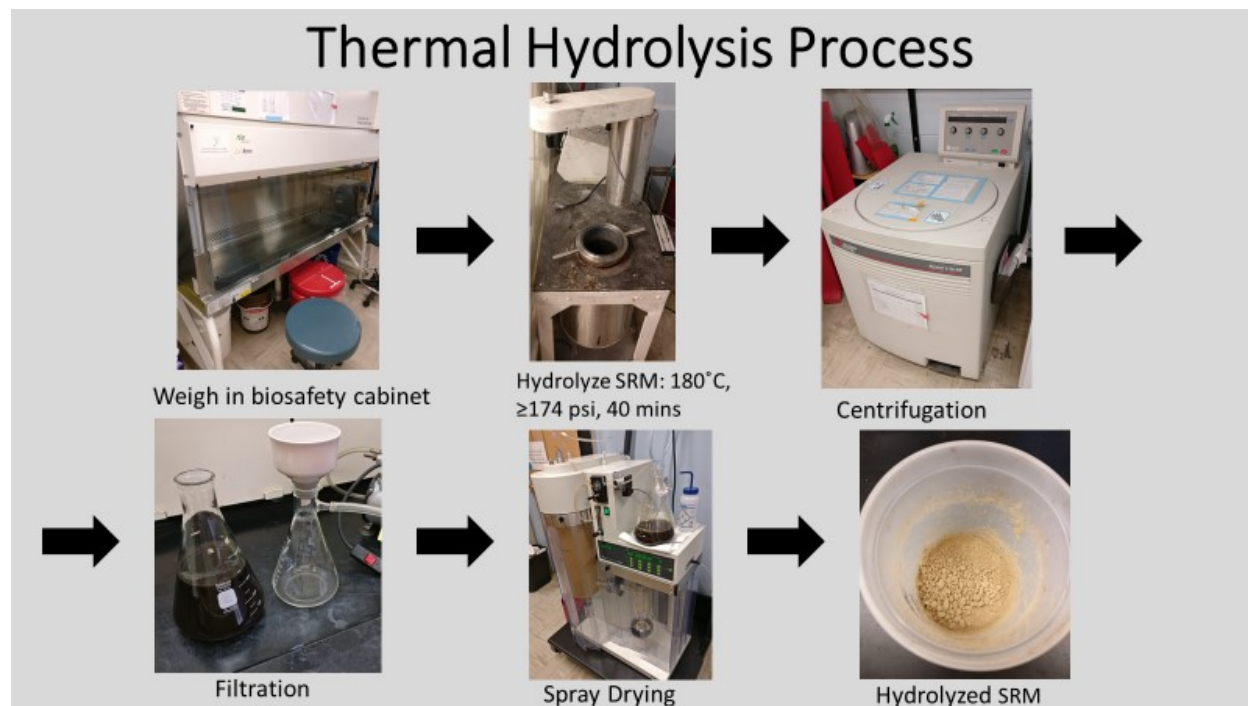 Thermal Hydrolysis Process
Weigh in biosafety cabinet
Hydrolyze SRM: 180˚C,
≥174 psi, 40 mins
Centrifugation
Filtration
Spray Drying
Hydrolyzed SRM